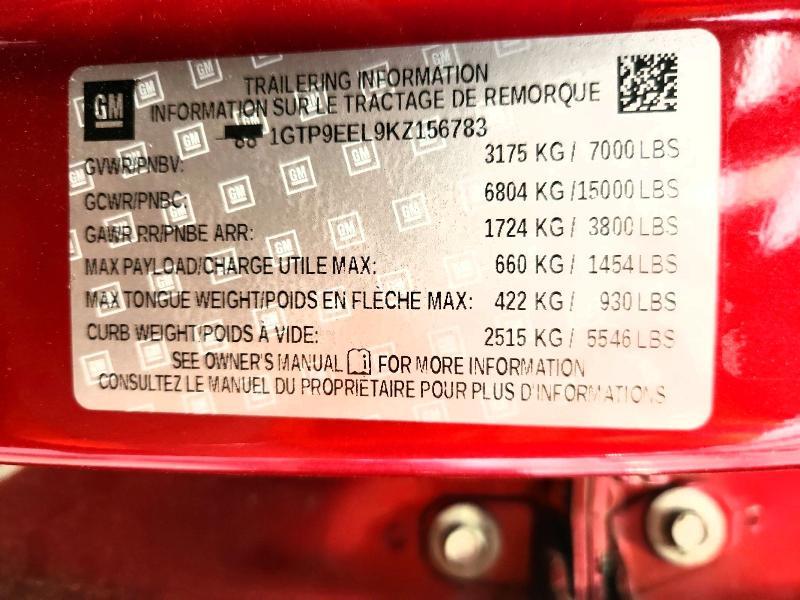 GM
TRAILERING INFORMATION
INFORMATION SUR LE TRACTAGE DE REMORQUE
1GTP9EEL9KZ156783
GVWR/PNBV: 3175 KG / 7000 LBS
GCWR/PNBC: 6804 KG /15000 LBS
GAWR RR/PNBE ARR: 1724 KG / 3800 LBS
MAX PAYLOAD/CHARGE UTILE MAX: 660 KG / 1454 LBS
MAX TONGUE WEIGHT/POIDS EN FLÈCHE MAX: 422 KG / 930 LBS
CURB WEIGHT/POIDS À VIDE: 2515 KG / 5546 LBS
SEE OWNER'S MANUAL FOR MORE INFORMATION
CONSULTEZ LE MANUEL DU PROPRIÉTAIRE POUR PLUS D'INFORMATIONS